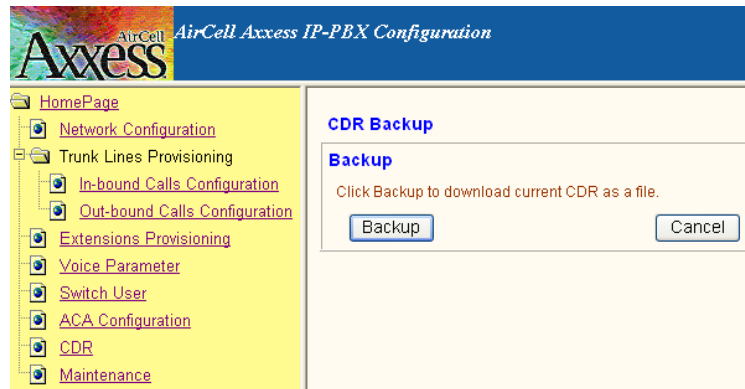 AirCell
Axxess
AirCell Axxess IP-PBX Configuration
HomePage
Network Configuration
Trunk Lines Provisioning
In-bound Calls Configuration
Out-bound Calls Configuration
Extensions Provisioning
Voice Parameter
Switch User
ACA Configuration
CDR
Maintenance
CDR Backup
Backup
Click Backup to download current CDR as a file.
Backup Cancel